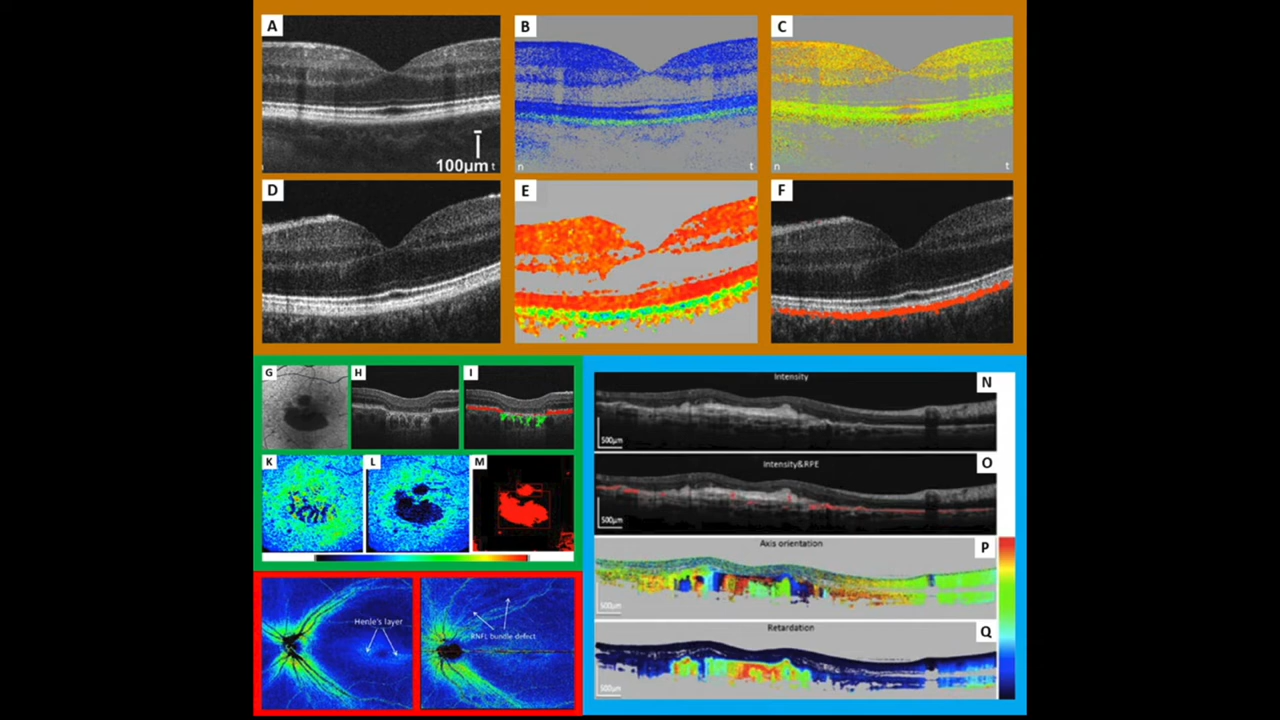 A
B
C
100µm t
n
t
n
t
D
E
F
G
H
I
K
L
M
Henle's layer
RNFL bundle defect
Intensity
N
500µm
Intensity&RPE
O
500µm
Axis orientation
P
500µm
Retardation
Q
500µm